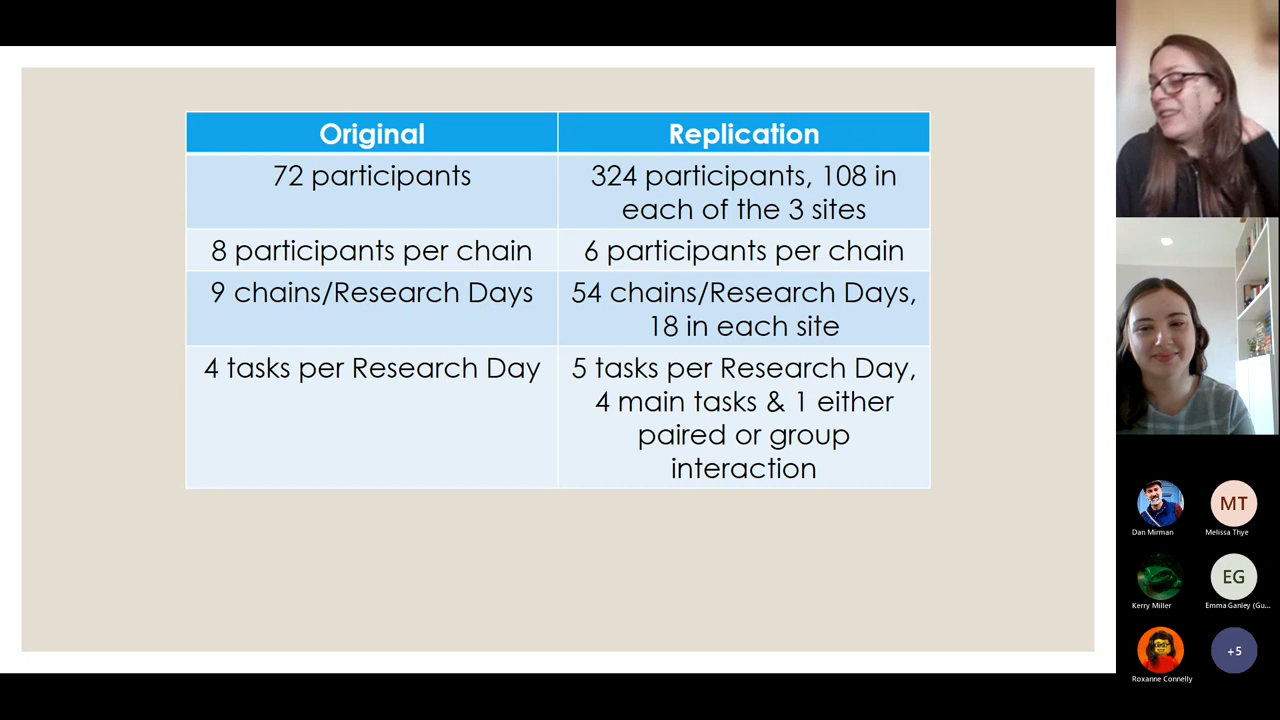 Original
Replication
72 participants
324 participants, 108 in
each of the 3 sites
8 participants per chain
6 participants per chain
9 chains/Research Days
54 chains/Research Days,
18 in each site
4 tasks per Research Day
5 tasks per Research Day,
4 main tasks & 1 either
paired or group
interaction
MT
Dan Mirman
Melissa Thye
EG
Kerry Miller
Emma Ganley (Gu...
+5
Roxanne Connelly